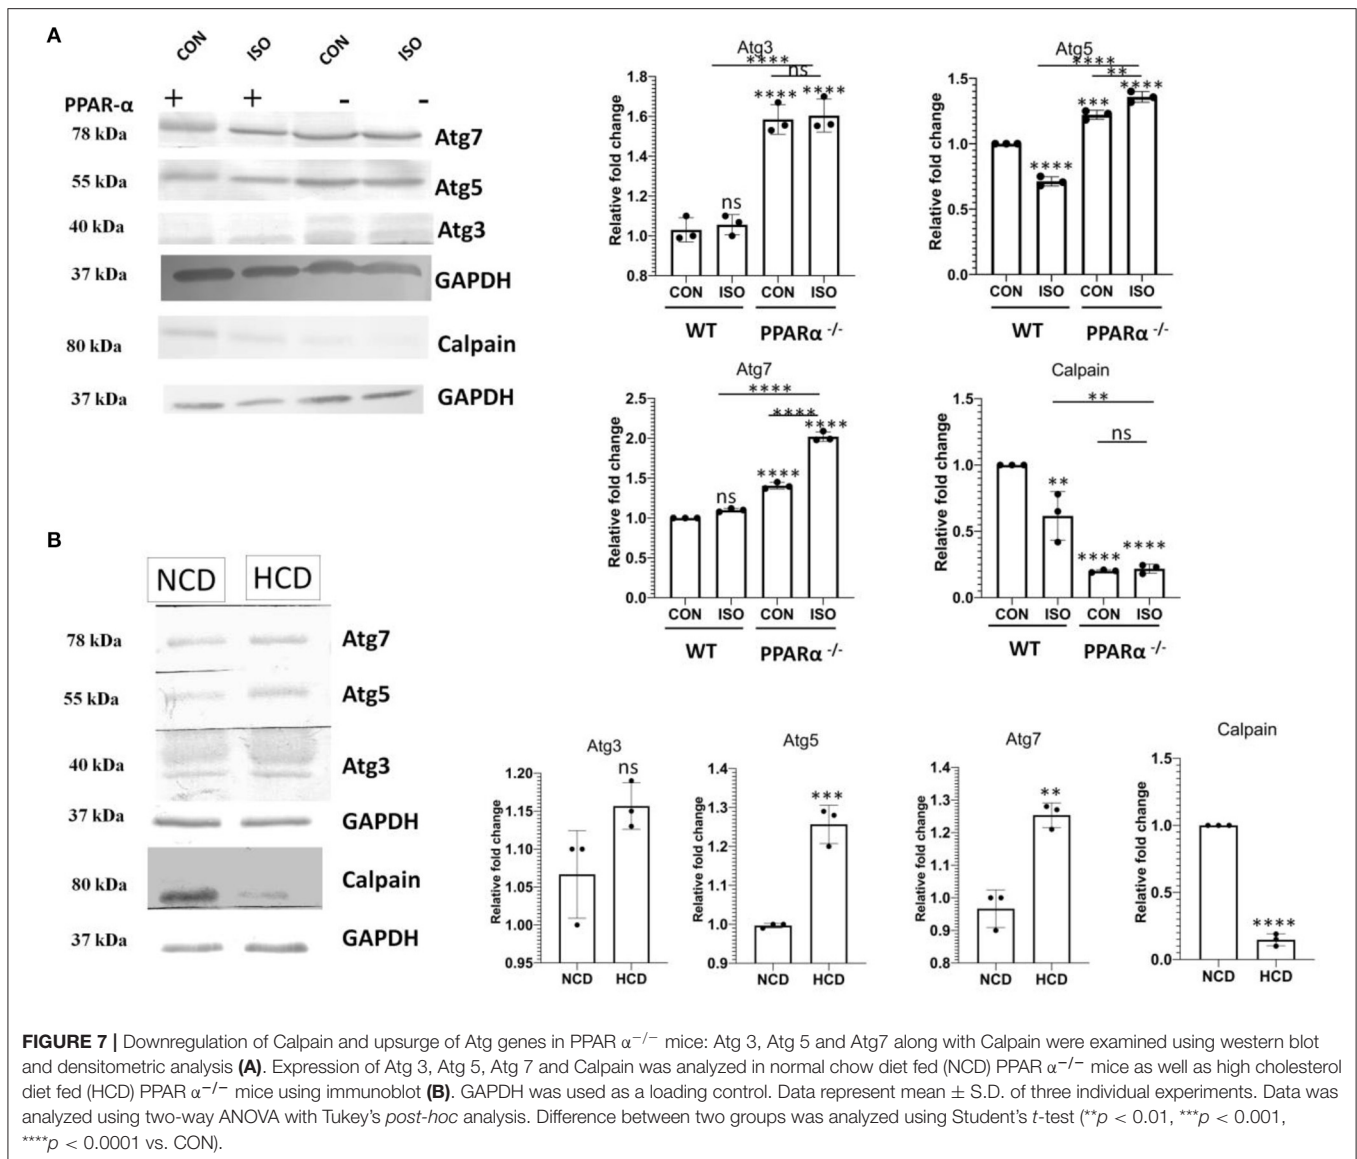 A
CON ISO CON ISO
PPAR-α + + - -
78 kDa Atg7
55 kDa Atg5
40 kDa Atg3
37 kDa GAPDH
80 kDa Calpain
37 kDa GAPDH
Atg3
Relative fold change
1.8
1.6
1.4
1.2
1.0
0.8
ns
****
****
****
ns
CON ISO CON ISO
WT PPARα -/-
Atg5
Relative fold change
1.5
1.0
0.5
0.0
****
***
****
****
**
CON ISO CON ISO
WT PPARα -/-
Atg7
Relative fold change
2.5
2.0
1.5
1.0
0.5
0.0
ns
****
****
****
****
CON ISO CON ISO
WT PPARα -/-
Calpain
Relative fold change
1.5
1.0
0.5
0.0
**
****
****
**
ns
CON ISO CON ISO
WT PPARα -/-
B
NCD HCD
78 kDa Atg7
55 kDa Atg5
40 kDa Atg3
37 kDa GAPDH
80 kDa Calpain
37 kDa GAPDH
Atg3
Relative fold change
1.20
1.15
1.10
1.05
1.00
0.95
ns
NCD HCD
Atg5
Relative fold change
1.4
1.3
1.2
1.1
1.0
0.9
***
NCD HCD
Atg7
Relative fold change
1.4
1.3
1.2
1.1
1.0
0.9
0.8
**
NCD HCD
Calpain
Relative fold change
1.5
1.0
0.5
0.0
****
NCD HCD
FIGURE 7 | Downregulation of Calpain and upsurge of Atg genes in PPAR α−/− mice: Atg 3, Atg 5 and Atg7 along with Calpain were examined using western blot
and densitometric analysis (A). Expression of Atg 3, Atg 5, Atg 7 and Calpain was analyzed in normal chow diet fed (NCD) PPAR α−/− mice as well as high cholesterol
diet fed (HCD) PPAR α−/− mice using immunoblot (B). GAPDH was used as a loading control. Data represent mean ± S.D. of three individual experiments. Data was
analyzed using two-way ANOVA with Tukey's post-hoc analysis. Difference between two groups was analyzed using Student's t-test (**p < 0.01, ***p < 0.001,
****p < 0.0001 vs. CON).